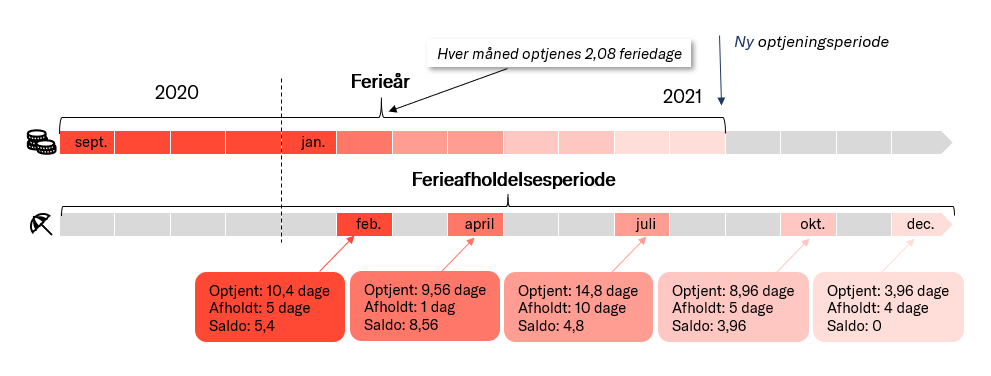 Ny optjeningsperiode
Hver måned optjenes 2,08 feriedage
Ferieår
2020
2021
sept.
jan.
Ferieafholdelsesperiode
feb.
april
juli
okt.
dec.
Optjent: 10,4 dage
Afholdt: 5 dage
Saldo: 5,4
Optjent: 9,56 dage
Afholdt: 1 dag
Saldo: 8,56
Optjent: 14,8 dage
Afholdt: 10 dage
Saldo: 4,8
Optjent: 8,96 dage
Afholdt: 5 dage
Saldo: 3,96
Optjent: 3,96 dage
Afholdt: 4 dage
Saldo: 0